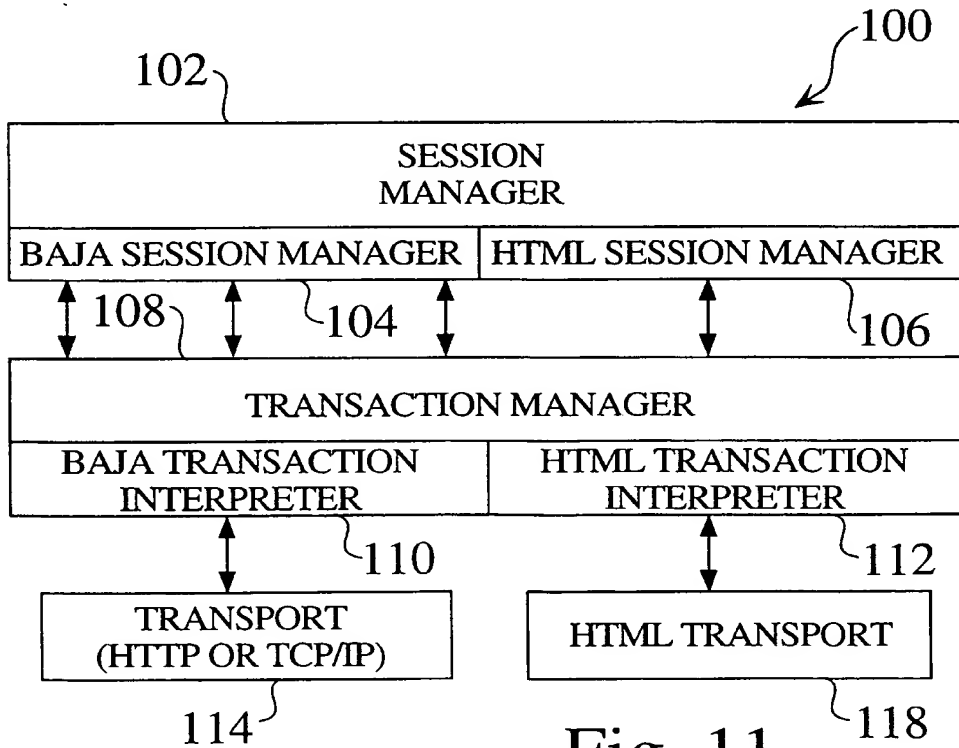 100
102
SESSION
MANAGER
BAJA SESSION MANAGER
HTML SESSION MANAGER
108
104
106
TRANSACTION MANAGER
BAJA TRANSACTION
INTERPRETER
HTML TRANSACTION
INTERPRETER
110
112
TRANSPORT
(HTTP OR TCP/IP)
HTML TRANSPORT
114
118
Fig. 11